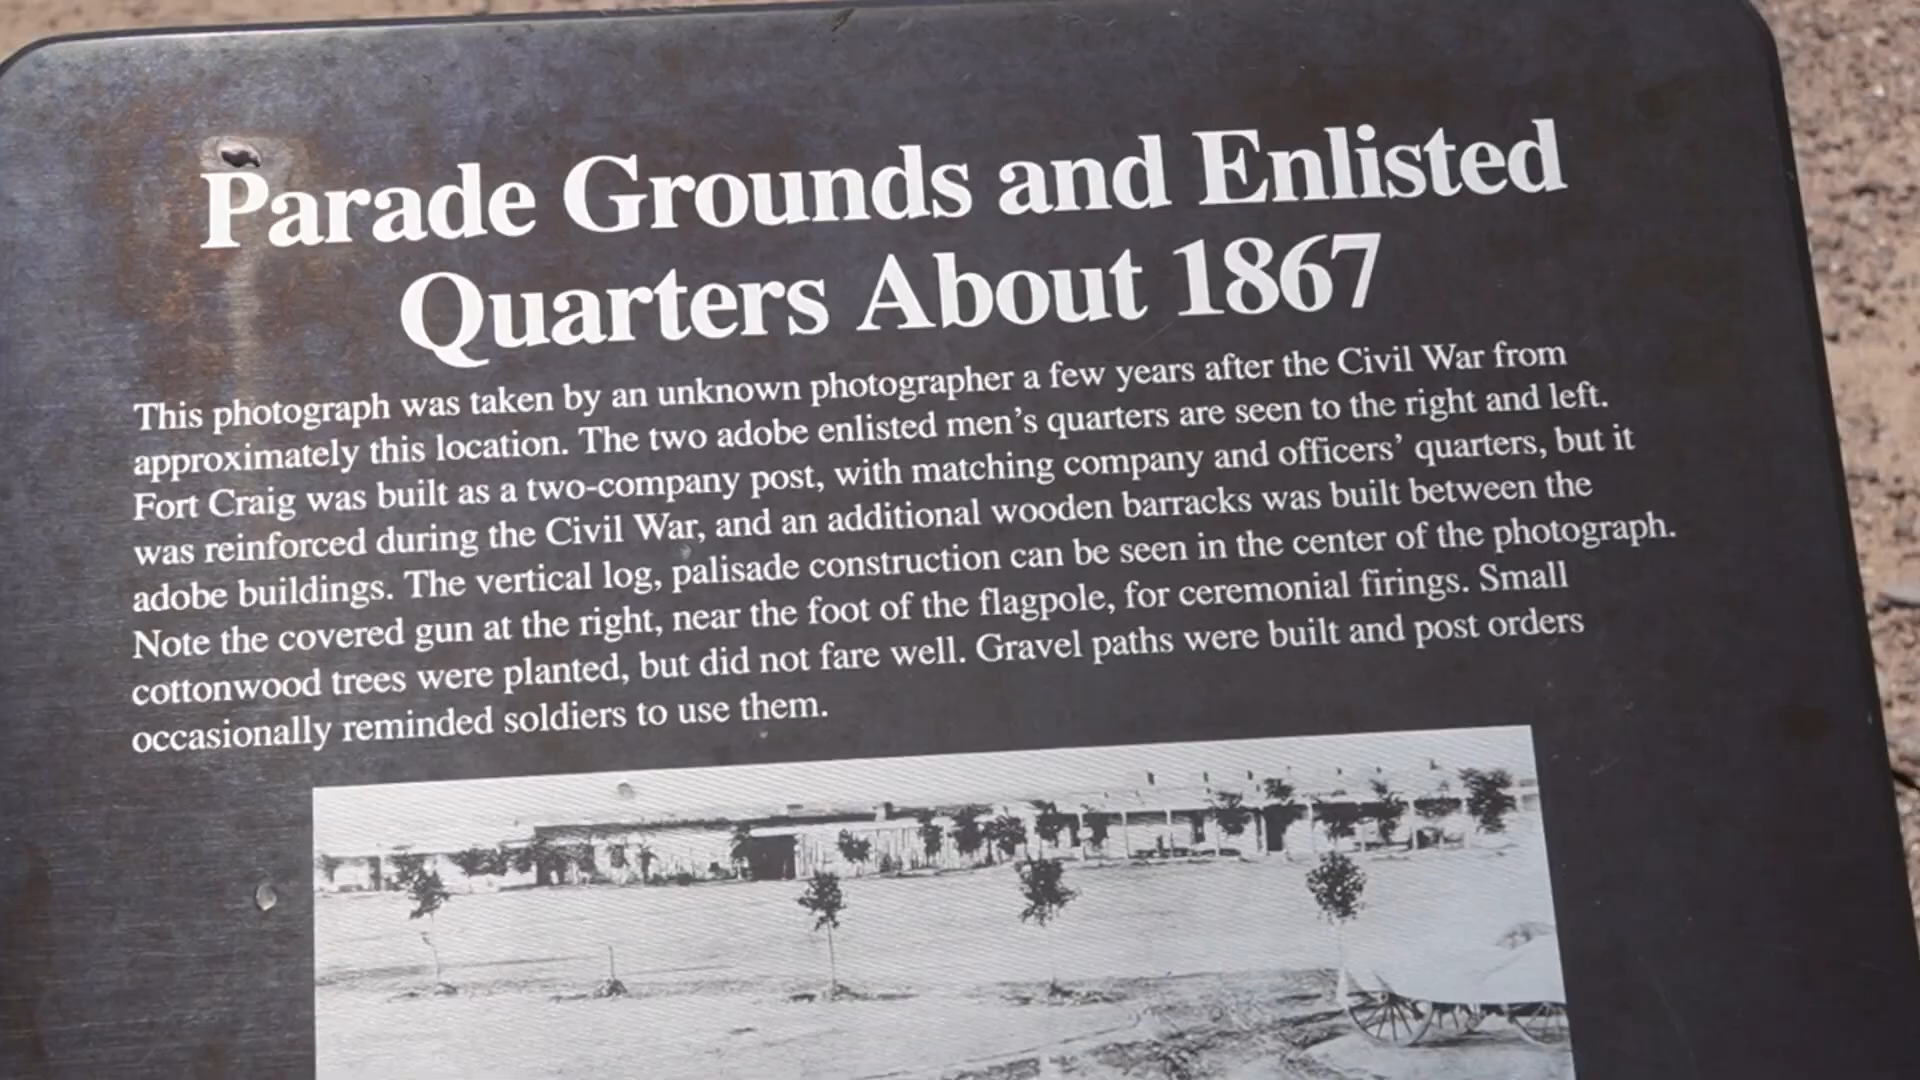 Parade Grounds and Enlisted
Quarters About 1867
This photograph was taken by an unknown photographer a few years after the Civil War from
approximately this location. The two adobe enlisted men’s quarters are seen to the right and left.
Fort Craig was built as a two-company post, with matching company and officers’ quarters, but it
was reinforced during the Civil War, and an additional wooden barracks was built between the
adobe buildings. The vertical log, palisade construction can be seen in the center of the photograph.
Note the covered gun at the right, near the foot of the flagpole, for ceremonial firings. Small
cottonwood trees were planted, but did not fare well. Gravel paths were built and post orders
occasionally reminded soldiers to use them.